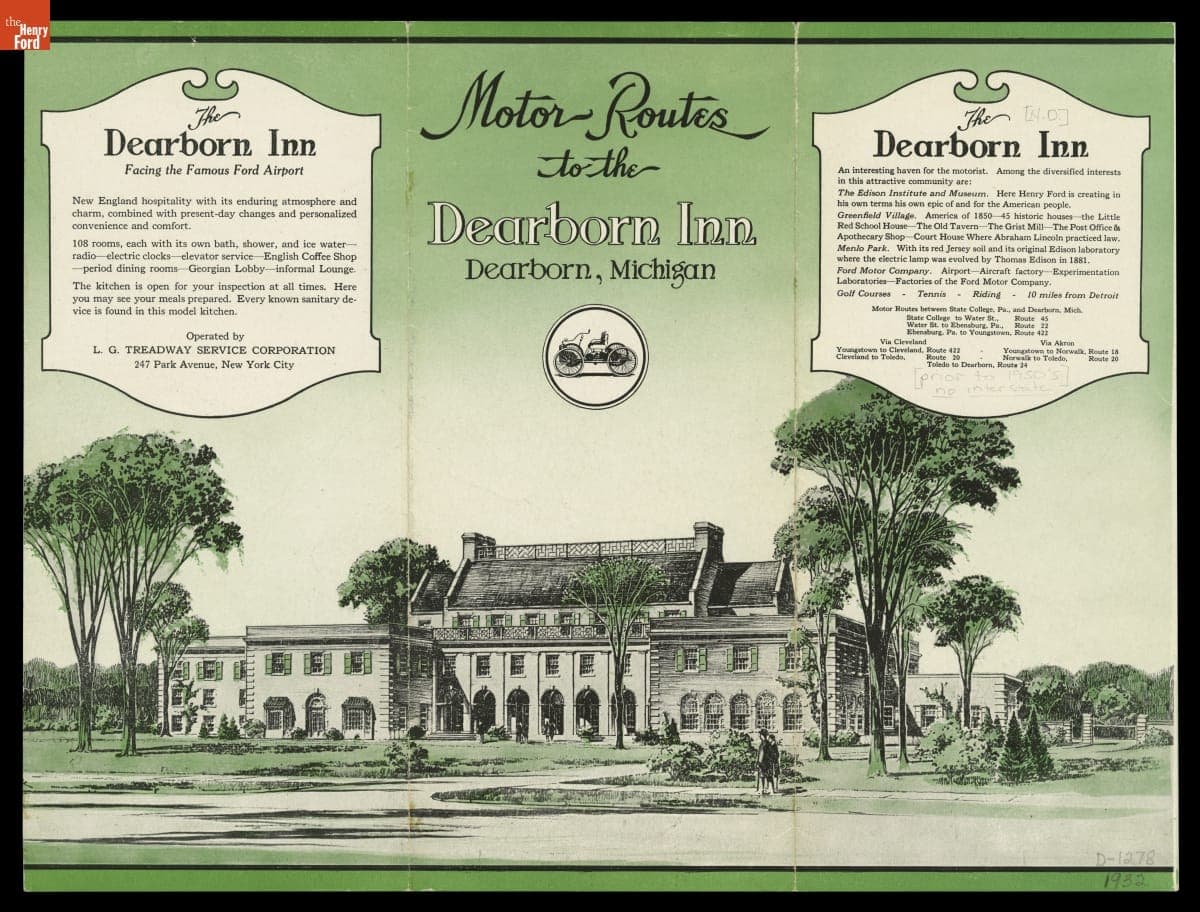 the
Henry
Ford
The
Dearborn Inn
Facing the Famous Ford Airport
New England hospitality with its enduring atmosphere and
charm, combined with present-day changes and personalized
convenience and comfort.
108 rooms, each with its own bath, shower, and ice water—
radio—electric clocks—elevator service—English Coffee Shop
—period dining rooms—Georgian Lobby—informal Lounge.
The kitchen is open for your inspection at all times. Here
you may see your meals prepared. Every known sanitary de-
vice is found in this model kitchen.
Operated by
L. G. TREADWAY SERVICE CORPORATION
247 Park Avenue, New York City
Motor Routes
to the
Dearborn Inn
Dearborn, Michigan
The
[N.D.]
Dearborn Inn
An interesting haven for the motorist. Among the diversified interests
in this attractive community are:
The Edison Institute and Museum. Here Henry Ford is creating in
his own terms his own epic of and for the American people.
Greenfield Village. America of 1850—45 historic houses—the Little
Red School House—The Old Tavern—The Grist Mill—The Post Office &
Apothecary Shop—Court House Where Abraham Lincoln practiced law.
Menlo Park. With its red Jersey soil and its original Edison laboratory
where the electric lamp was evolved by Thomas Edison in 1881.
Ford Motor Company. Airport—Aircraft factory—Experimentation
Laboratories—Factories of the Ford Motor Company.
Golf Courses - Tennis - Riding - 10 miles from Detroit
Motor Routes between State College, Pa., and Dearborn, Mich.
State College to Water St., Route 45
Water St. to Ebensburg, Pa., Route 22
Ebensburg, Pa. to Youngstown, Route 422
Via Cleveland Via Akron
Youngstown to Cleveland, Route 422 - Youngstown to Norwalk, Route 18
Cleveland to Toledo, Route 20 - Norwalk to Toledo, Route 20
Toledo to Dearborn, Route 24
[prior to 1950's]
no interstate
D-1278
1932